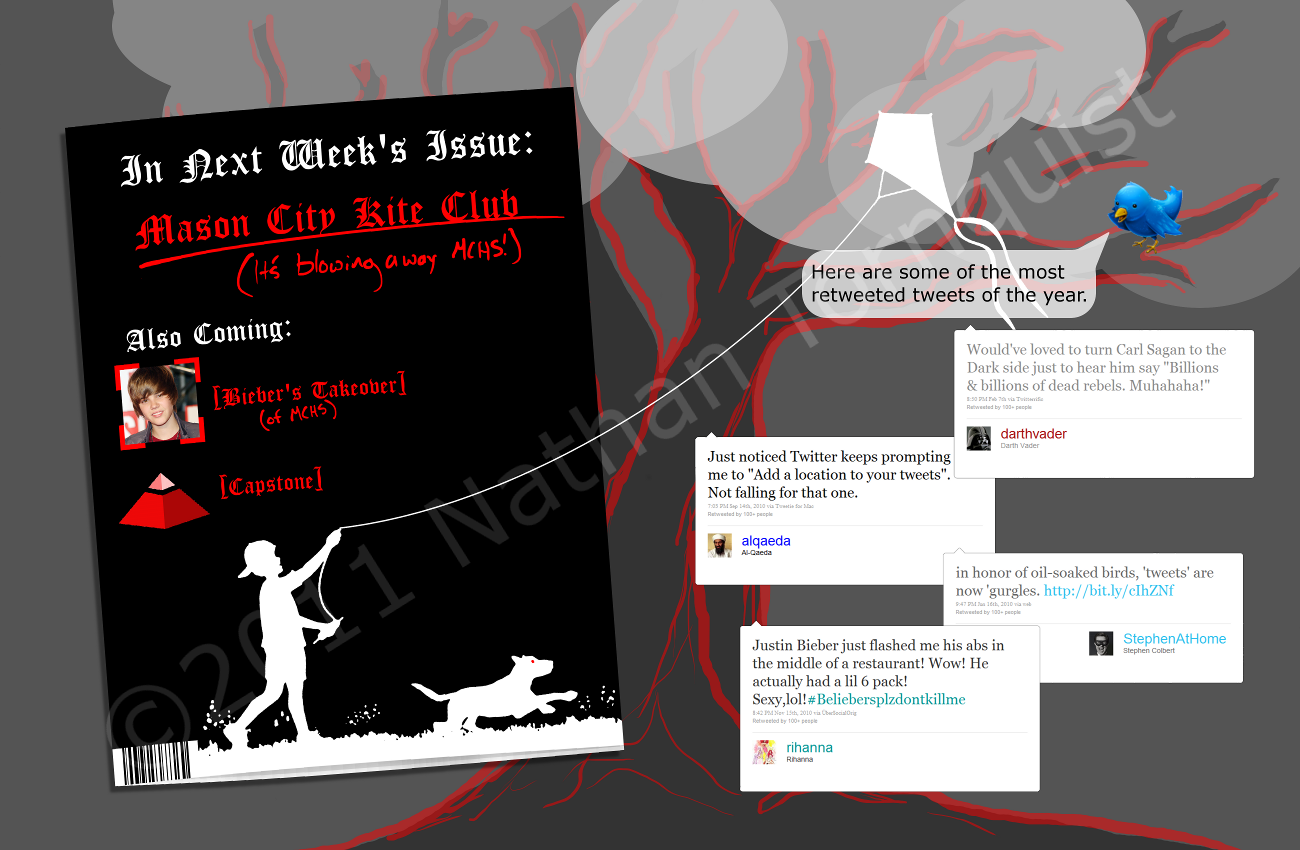 In Next Week's Issue:
Mason City Kite Club
(It's blowing away MCHS!)
Also Coming:
[Bieber's Takeover]
(of MCHS)
[Capstone]
©2011 Nathan Tornquist
Here are some of the most
retweeted tweets of the year.
Would've loved to turn Carl Sagan to the
Dark side just to hear him say "Billions
& billions of dead rebels. Muhahaha!"
8:50 PM Feb 7th via Twitterrific
Retweeted by 100+ people
darthvader
Darth Vader
Just noticed Twitter keeps prompting
me to "Add a location to your tweets".
Not falling for that one.
7:05 PM Sep 14th, 2010 via Tweetie for Mac
Retweeted by 100+ people
alqaeda
Al-Qaeda
in honor of oil-soaked birds, 'tweets' are
now 'gurgles. http://bit.ly/cIhZNf
6:47 PM Jun 16th, 2010 via web
Retweeted by 100+ people
StephenAtHome
Stephen Colbert
Justin Bieber just flashed me his abs in
the middle of a restaurant! Wow! He
actually had a lil 6 pack!
Sexy,lol!#Beliebersplzdontkillme
8:42 PM Nov 15th, 2010 via ÜberSocialOrg
Retweeted by 100+ people
rihanna
Rihanna